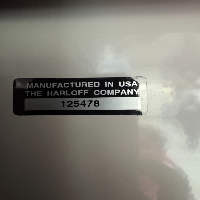 MANUFACTURED IN USA
THE HARLOFF COMPANY
125478